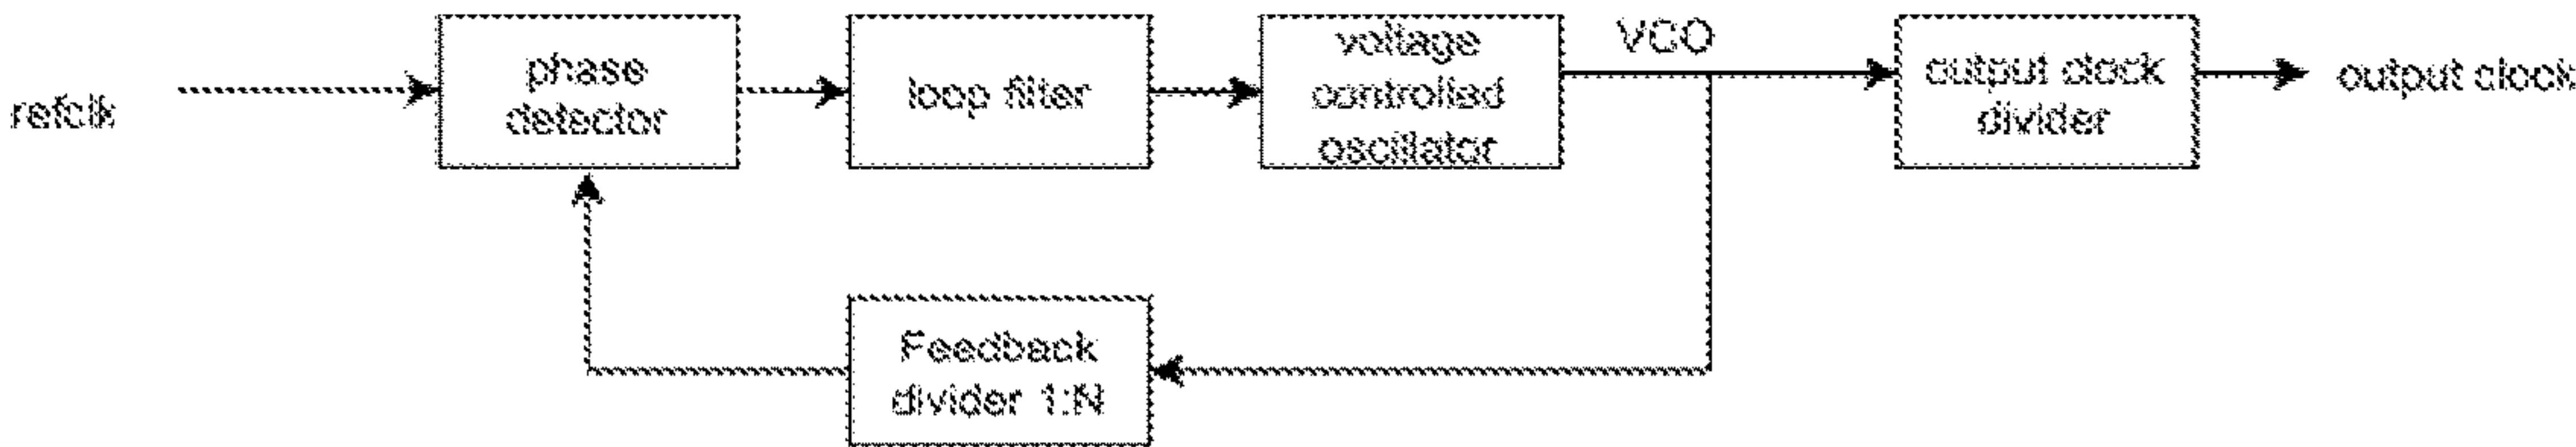 refclk
phase
detector
loop filter
voltage
controlled
oscillator
VCO
output clock
divider
output clock
Feedback
divider 1:N